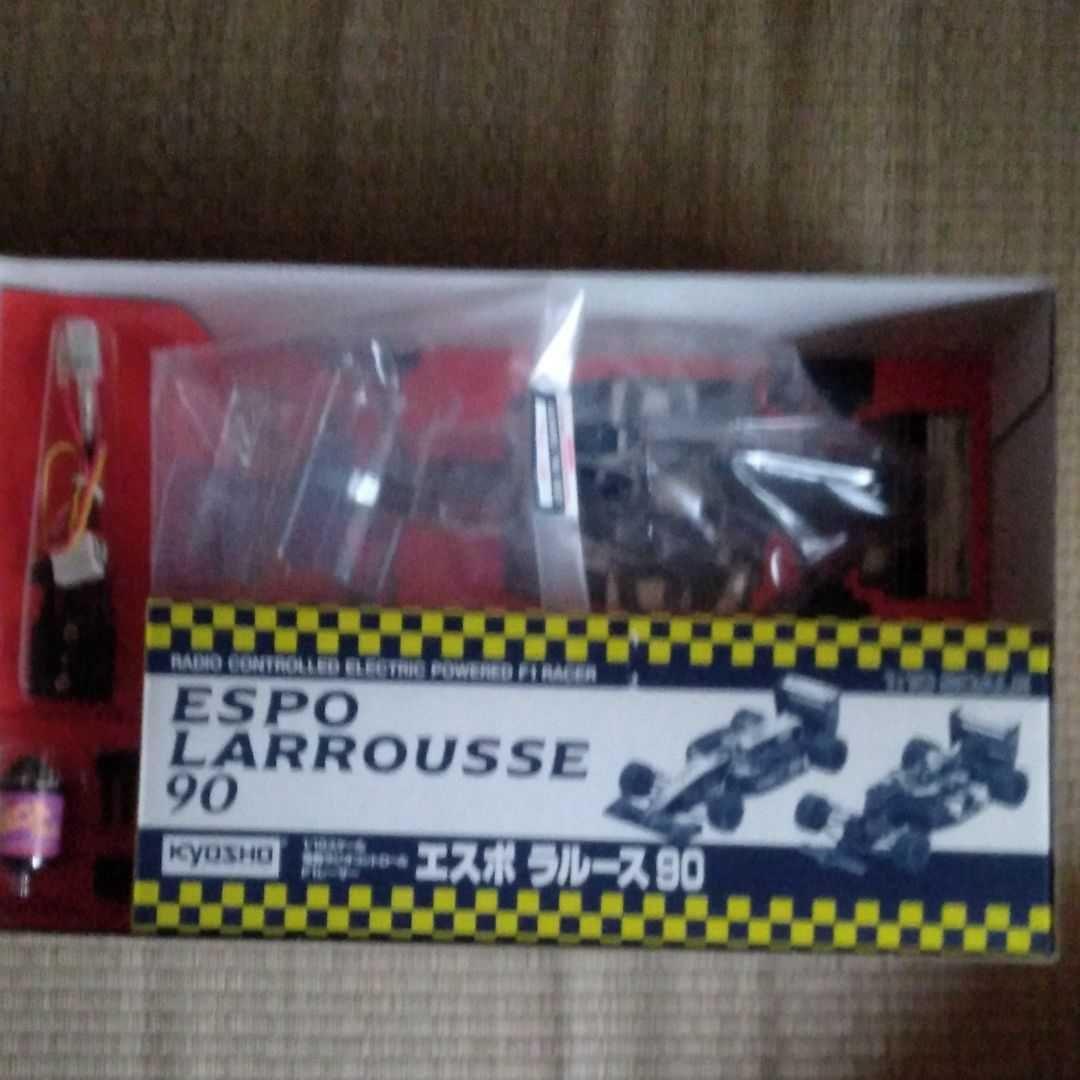 RADIO CONTROLLED ELECTRIC POWERED F1 RACER
ESPO
LARROUSSE
90
KYOSHO
エスポ ラルース90